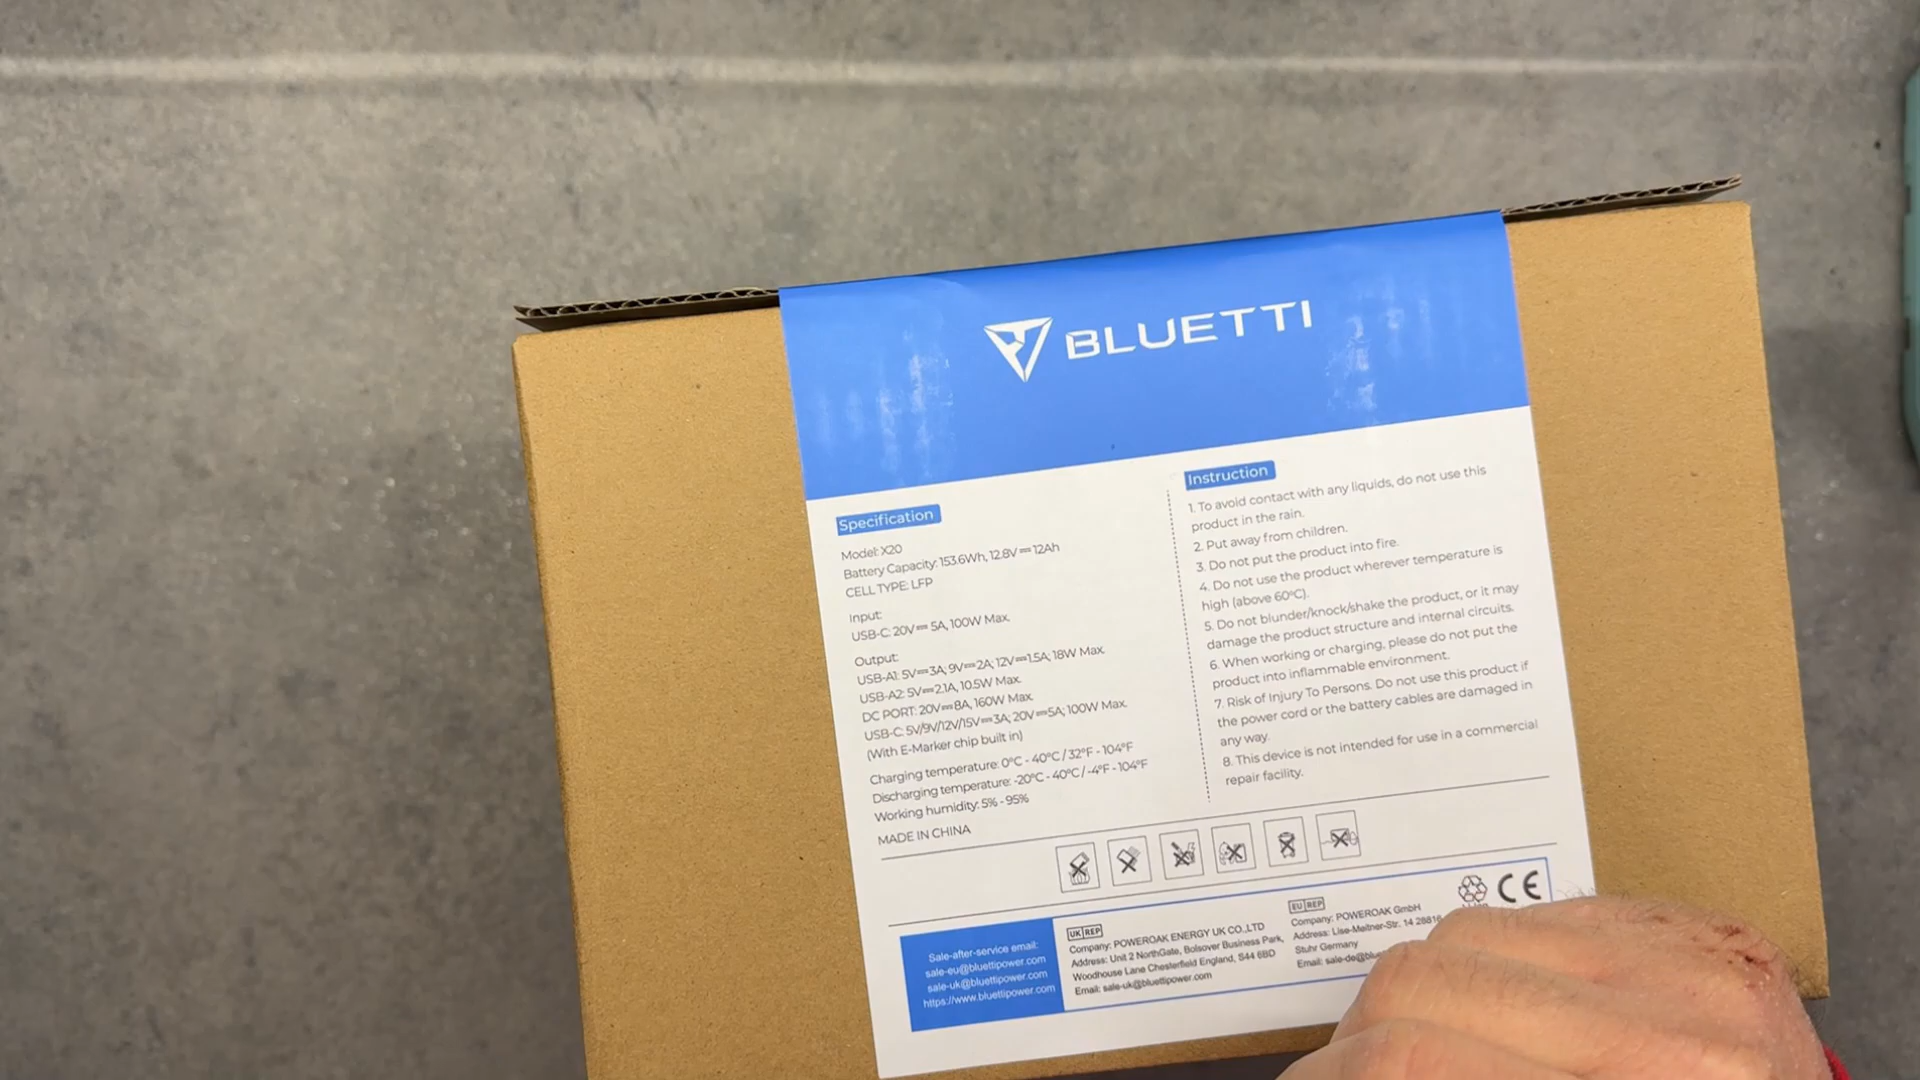 BLUETTI
Specification
Model: X20
Battery Capacity: 153.6Wh, 12.8V⎓12Ah
CELL TYPE: LFP
Input:
USB-C: 20V⎓5A, 100W Max.
Output:
USB-A1: 5V⎓3A; 9V⎓2A; 12V⎓1.5A; 18W Max.
USB-A2: 5V⎓2.1A, 10.5W Max.
DC PORT: 20V⎓8A, 160W Max.
USB-C: 5V/9V/12V/15V⎓3A; 20V⎓5A; 100W Max.
(With E-Marker chip built in)
Charging temperature: 0°C - 40°C / 32°F - 104°F
Discharging temperature: -20°C - 40°C / -4°F - 104°F
Working humidity: 5% - 95%
MADE IN CHINA
Instruction
1. To avoid contact with any liquids, do not use this
product in the rain.
2. Put away from children.
3. Do not put the product into fire.
4. Do not use the product wherever temperature is
high (above 60°C).
5. Do not blunder/knock/shake the product, or it may
damage the product structure and internal circuits.
6. When working or charging, please do not put the
product into inflammable environment.
7. Risk of Injury To Persons. Do not use this product if
the power cord or the battery cables are damaged in
any way.
8. This device is not intended for use in a commercial
repair facility.
Sale-after-service email:
sale-eu@bluettipower.com
sale-uk@bluettipower.com
https://www.bluettipower.com
UK REP
Company: POWEROAK ENERGY UK CO.,LTD
Address: Unit 2 NorthGate, Bolsover Business Park,
Woodhouse Lane Chesterfield England, S44 6BD
Email: sale-uk@bluettipower.com
EU REP
Company: POWEROAK GmbH
Address: Lise-Meitner-Str. 14 28816
Stuhr Germany
Email: sale-de@blue
CE